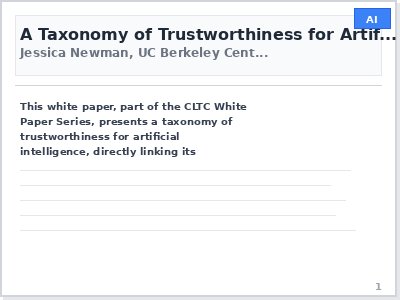 AI
A Taxonomy of Trustworthiness for Artif...
Jessica Newman, UC Berkeley Cent...
This white paper, part of the CLTC White
Paper Series, presents a taxonomy of
trustworthiness for artificial
intelligence, directly linking its
1